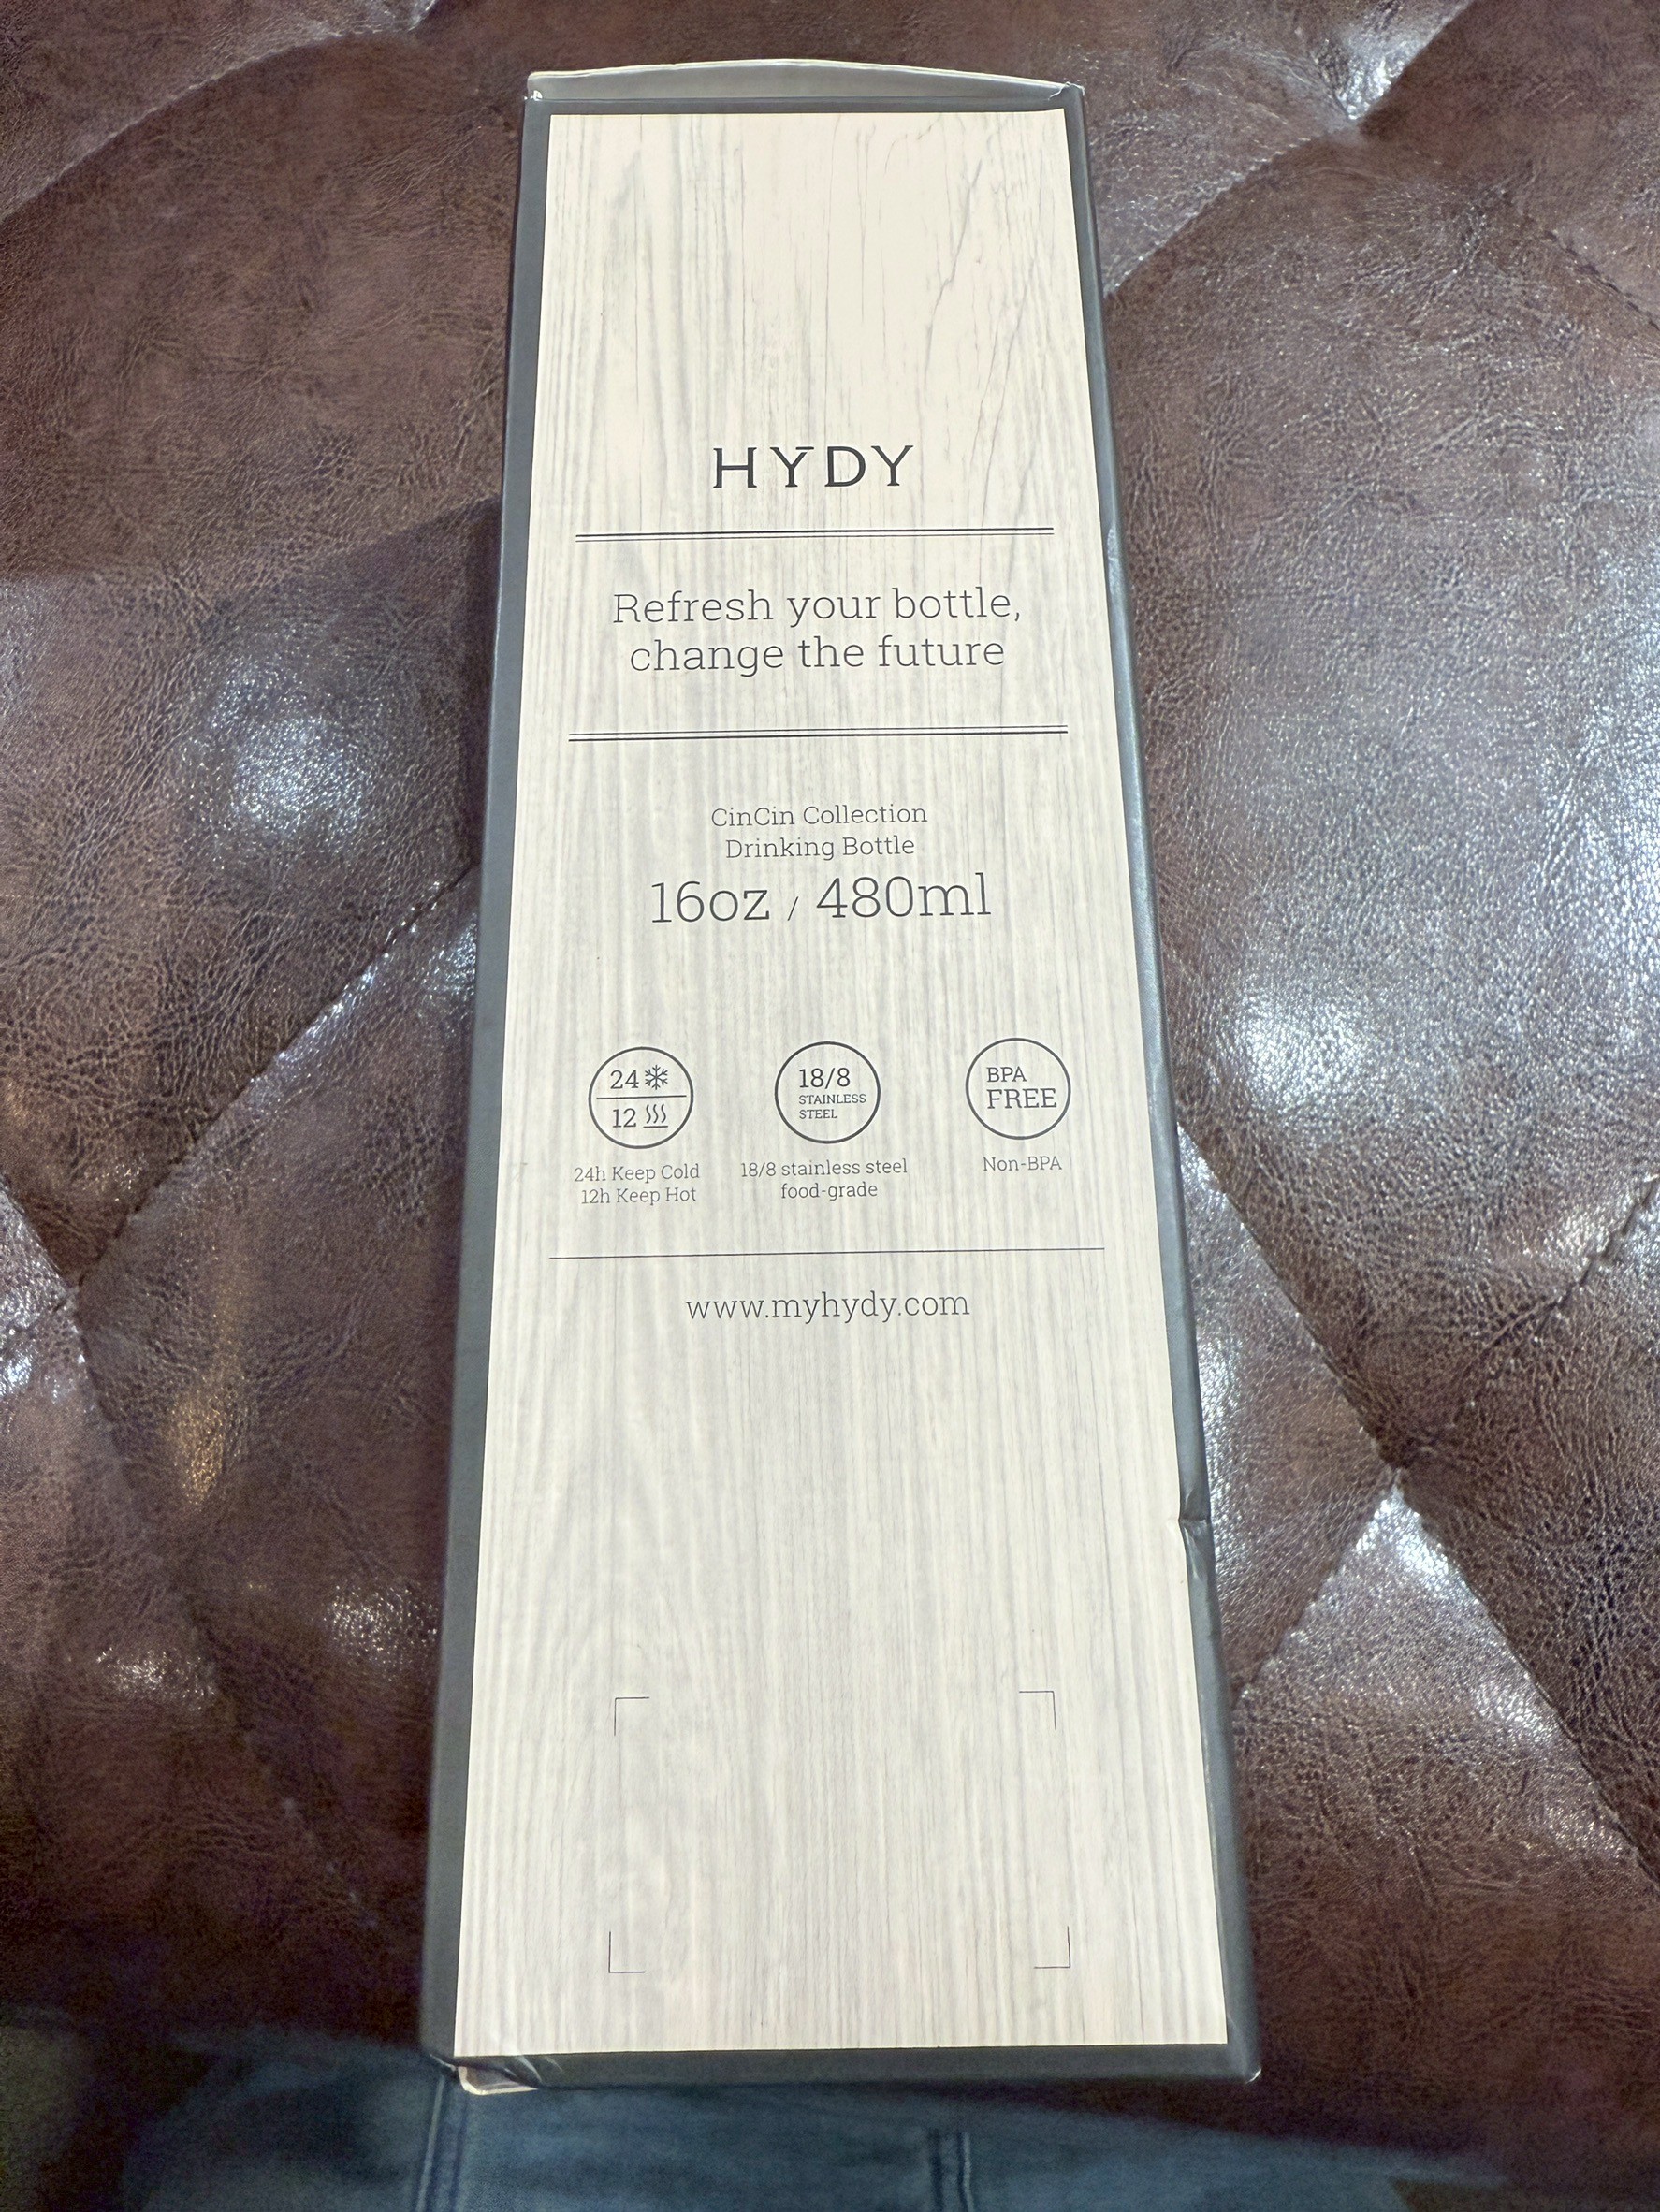 HȲDY
Refresh your bottle,
change the future
CinCin Collection
Drinking Bottle
16oz / 480ml
24
12
24h Keep Cold
12h Keep Hot
18/8
STAINLESS
STEEL
18/8 stainless steel
food-grade
BPA
FREE
Non-BPA
www.myhydy.com